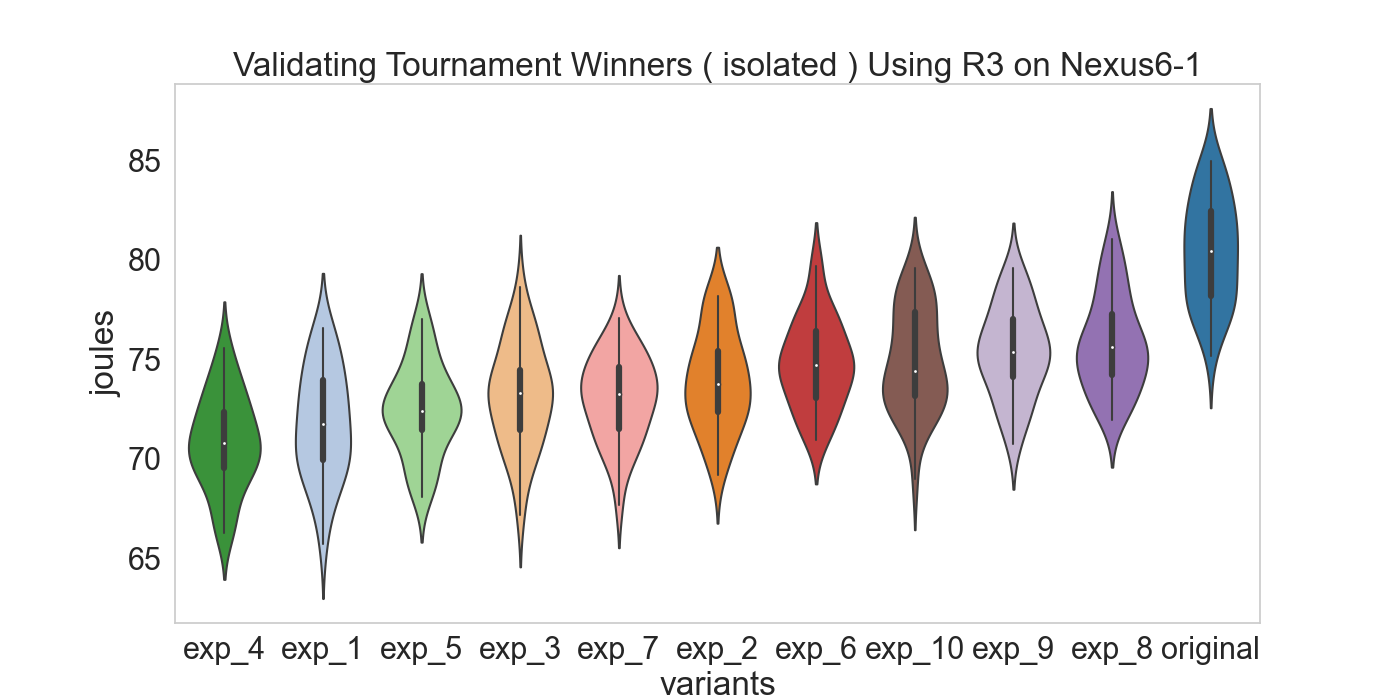 Validating Tournament Winners ( isolated ) Using R3 on Nexus6-1
joules
85
80
75
70
65
exp_4 exp_1 exp_5 exp_3 exp_7 exp_2 exp_6 exp_10 exp_9 exp_8 original
variants